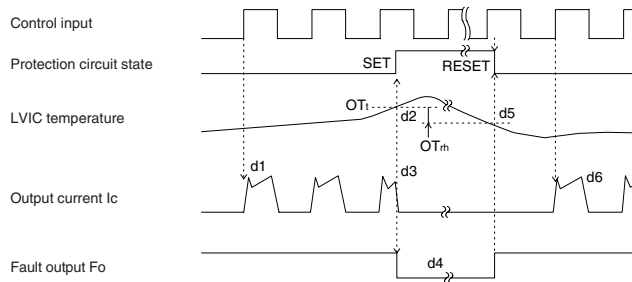 Control input
Protection circuit state
SET
RESET
LVIC temperature
OTt
d2
d5
OTrh
Output current Ic
d1
d3
d6
Fault output Fo
d4